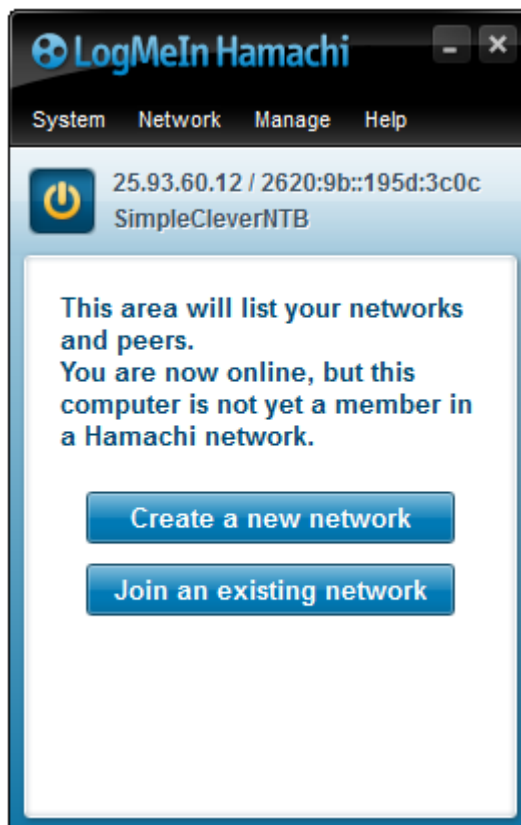 LogMeIn Hamachi
System Network Manage Help
25.93.60.12 / 2620:9b::195d:3c0c
SimpleCleverNTB
This area will list your networks
and peers.
You are now online, but this
computer is not yet a member in
a Hamachi network.
Create a new network
Join an existing network